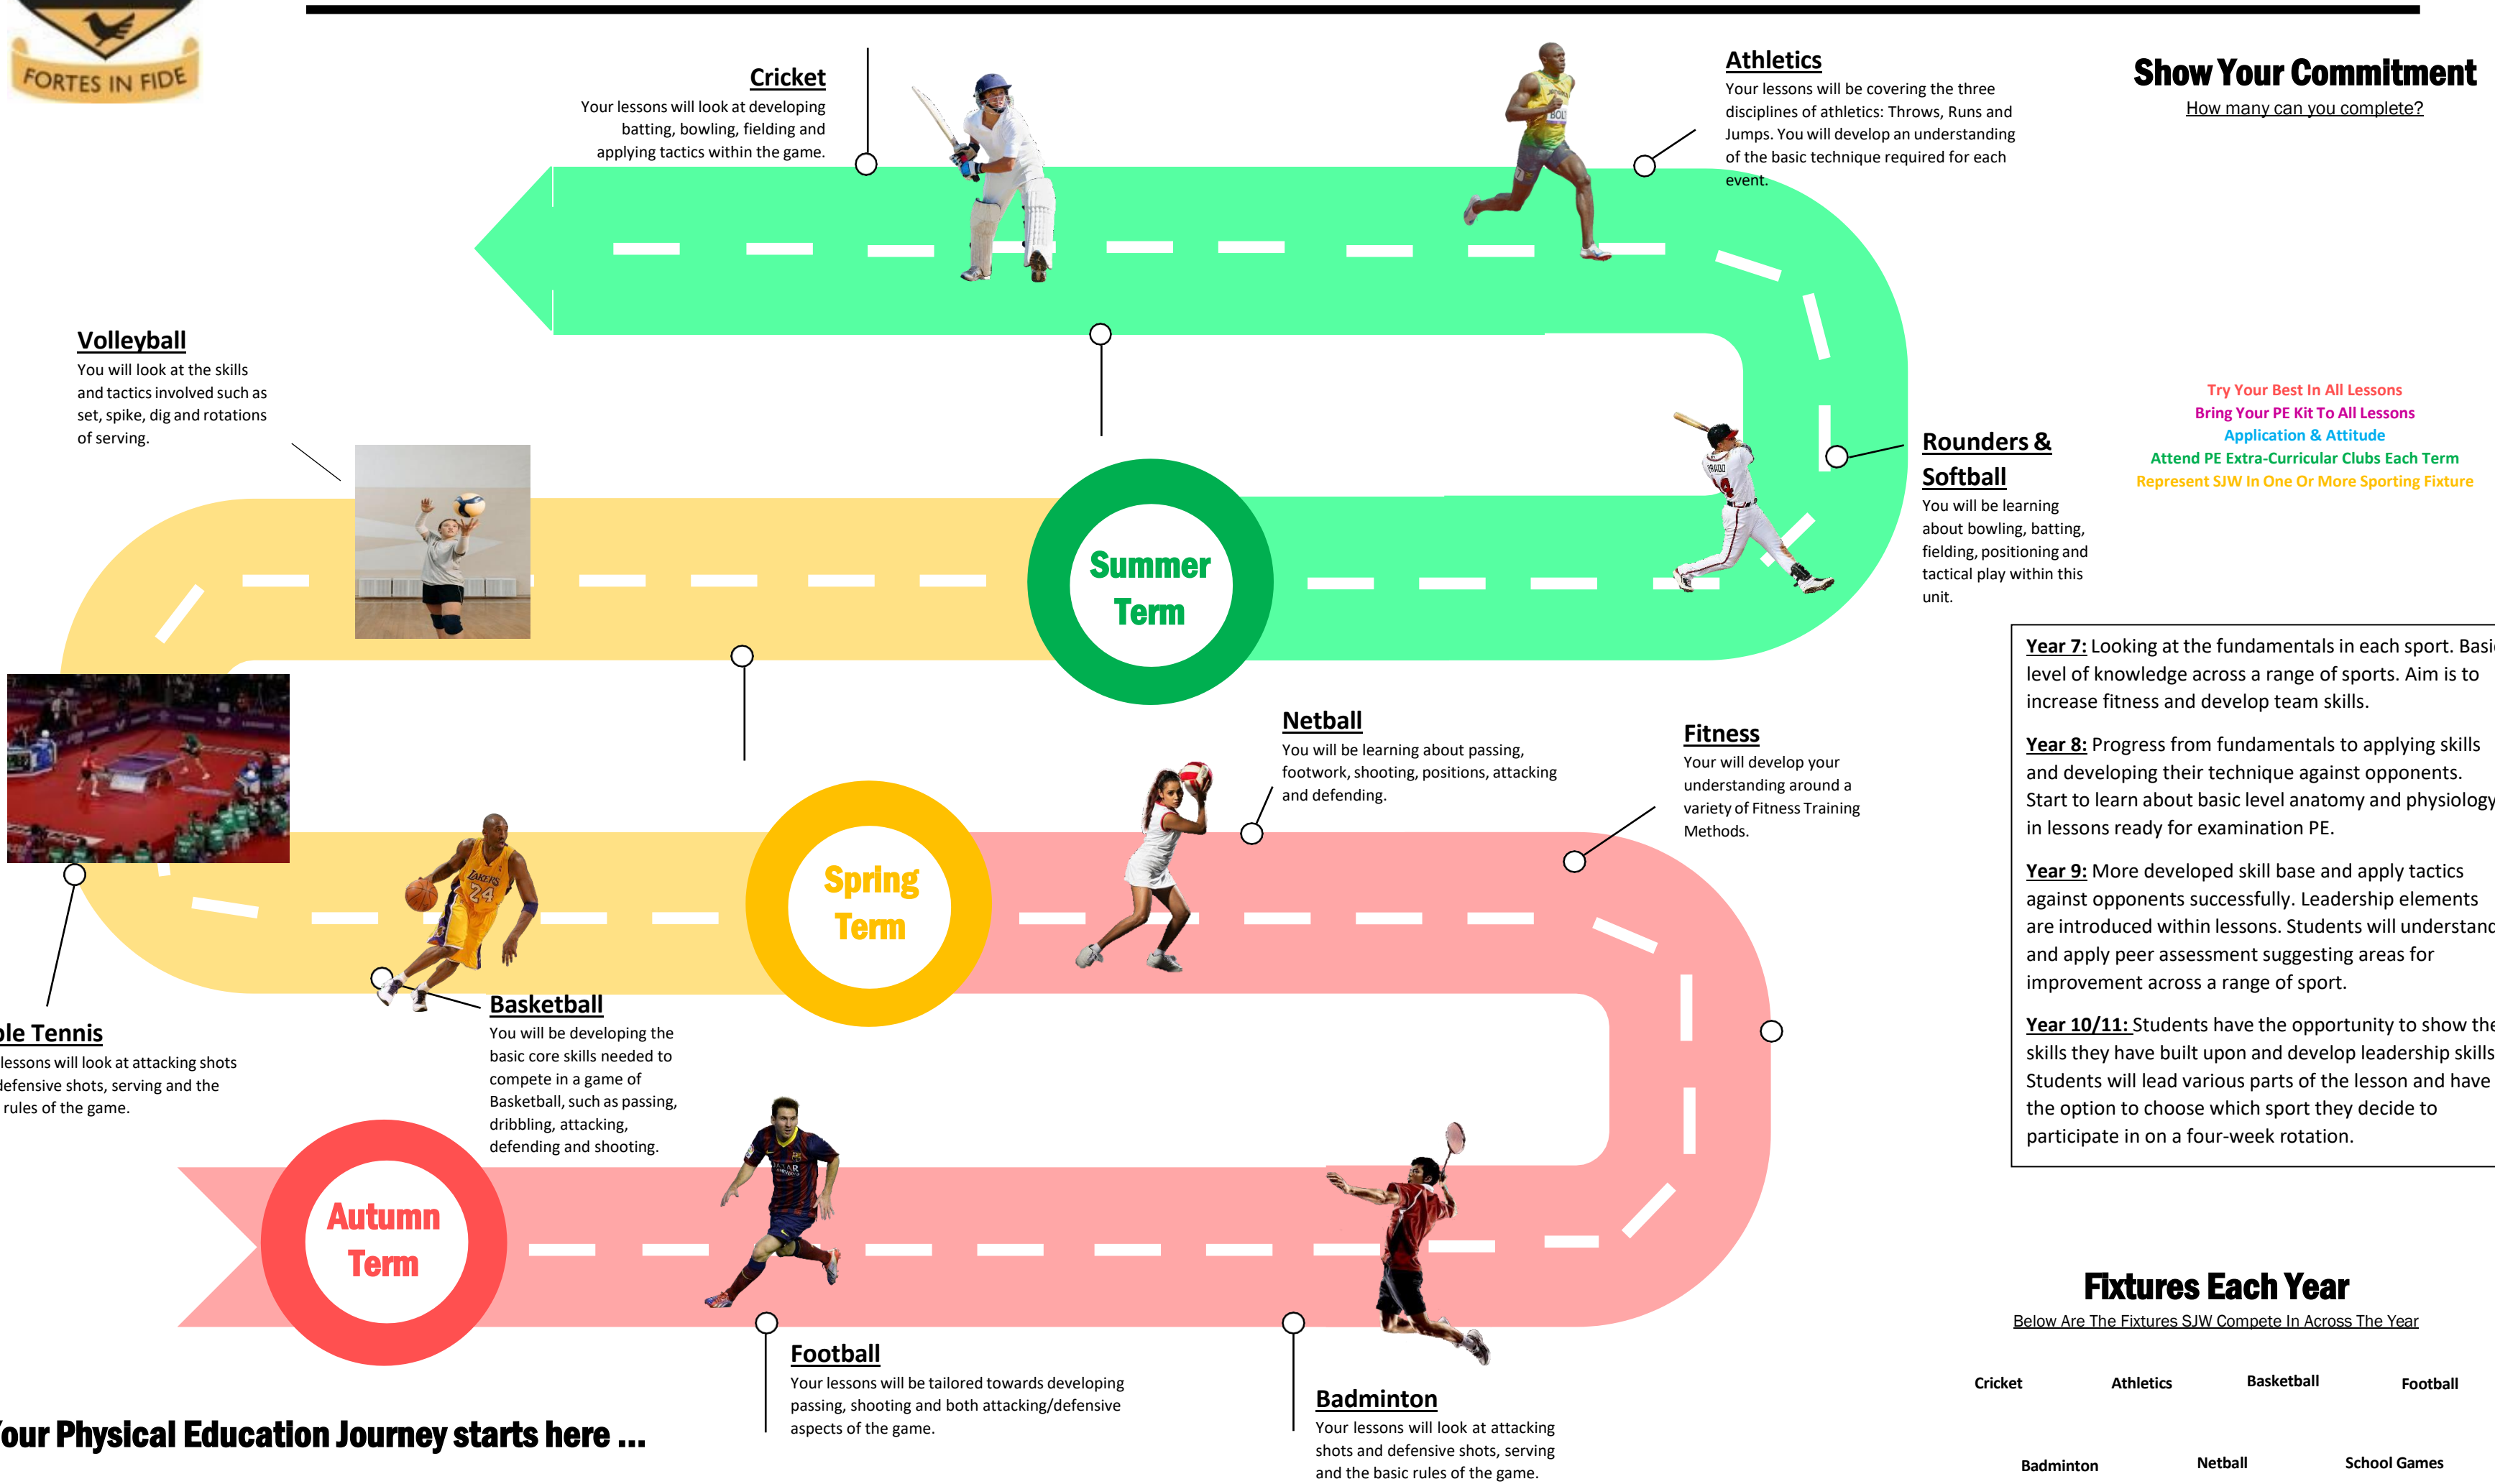 FORTES IN FIDE
Cricket
Your lessons will look at developing
batting, bowling, fielding and
applying tactics within the game.
Athletics
Your lessons will be covering the three
disciplines of athletics: Throws, Runs and
Jumps. You will develop an understanding
of the basic technique required for each
event.
BOLT
Show Your Commitment
How many can you complete?
Volleyball
You will look at the skills
and tactics involved such as
set, spike, dig and rotations
of serving.
Try Your Best In All Lessons
Bring Your PE Kit To All Lessons
Application & Attitude
Attend PE Extra-Curricular Clubs Each Term
Represent SJW In One Or More Sporting Fixture
PRADO
14
Rounders &
Softball
You will be learning
about bowling, batting,
fielding, positioning and
tactical play within this
unit.
Summer
Term
Year 7: Looking at the fundamentals in each sport. Basic
level of knowledge across a range of sports. Aim is to
increase fitness and develop team skills.
Year 8: Progress from fundamentals to applying skills
and developing their technique against opponents.
Start to learn about basic level anatomy and physiology
in lessons ready for examination PE.
Year 9: More developed skill base and apply tactics
against opponents successfully. Leadership elements
are introduced within lessons. Students will understand
and apply peer assessment suggesting areas for
improvement across a range of sport.
Year 10/11: Students have the opportunity to show the
skills they have built upon and develop leadership skills
Students will lead various parts of the lesson and have
the option to choose which sport they decide to
participate in on a four-week rotation.
Netball
You will be learning about passing,
footwork, shooting, positions, attacking
and defending.
Fitness
Your will develop your
understanding around a
variety of Fitness Training
Methods.
Spring
Term
LAKERS
24
Basketball
You will be developing the
basic core skills needed to
compete in a game of
Basketball, such as passing,
dribbling, attacking,
defending and shooting.
ble Tennis
lessons will look at attacking shots
defensive shots, serving and the
rules of the game.
Autumn
Term
QATAR
Football
Your lessons will be tailored towards developing
passing, shooting and both attacking/defensive
aspects of the game.
Badminton
Your lessons will look at attacking
shots and defensive shots, serving
and the basic rules of the game.
Your Physical Education Journey starts here ...
Fixtures Each Year
Below Are The Fixtures SJW Compete In Across The Year
Cricket Athletics Basketball Football
Badminton Netball School Games